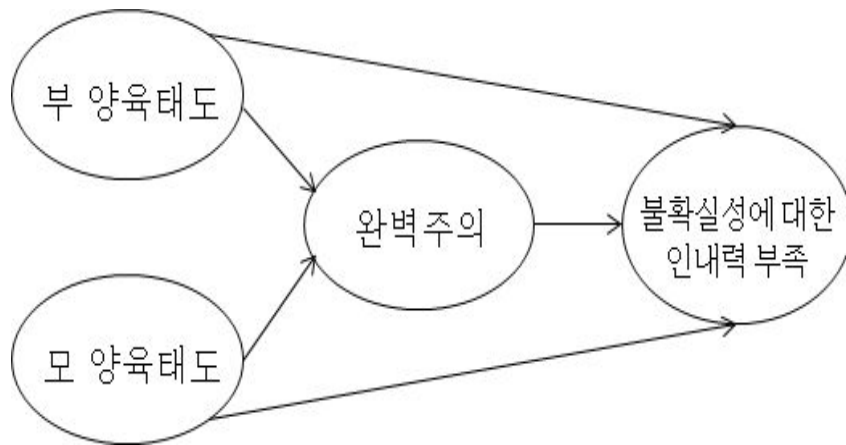 부 양육태도
완벽주의
불확실성에 대한
인내력 부족
모 양육태도